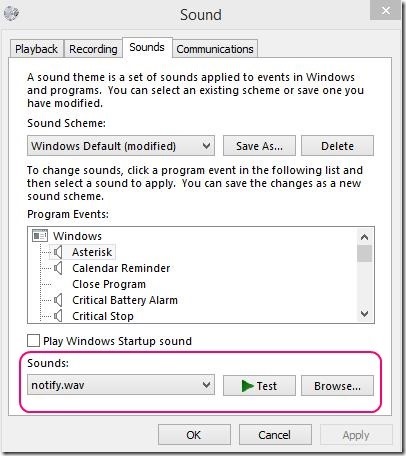 Sound
Playback Recording Sounds Communications
A sound theme is a set of sounds applied to events in Windows
and programs. You can select an existing scheme or save one you
have modified.
Sound Scheme:
Windows Default (modified) Save As... Delete
To change sounds, click a program event in the following list and
then select a sound to apply. You can save the changes as a new
sound scheme.
Program Events:
Windows
Asterisk
Calendar Reminder
Close Program
Critical Battery Alarm
Critical Stop
Play Windows Startup sound
Sounds:
notify.wav Test Browse...
OK Cancel Apply